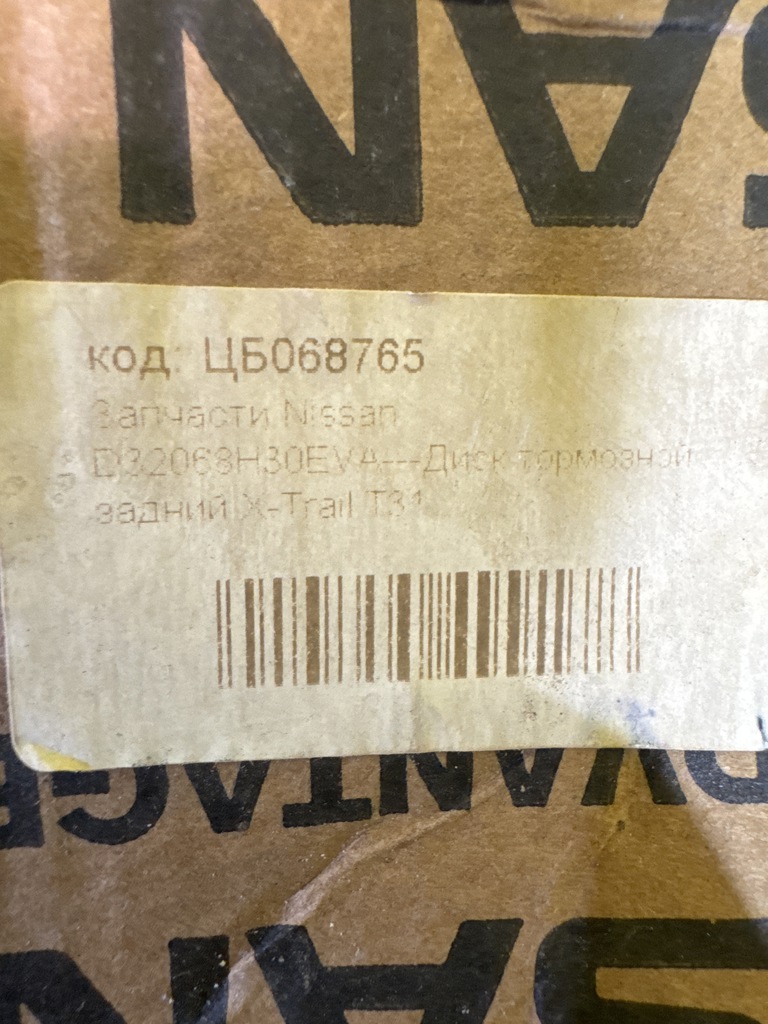 код: ЦБ068765
Запчасти Nissan
D32068H30EVA---Диск тормозной
задний X-Trail T31